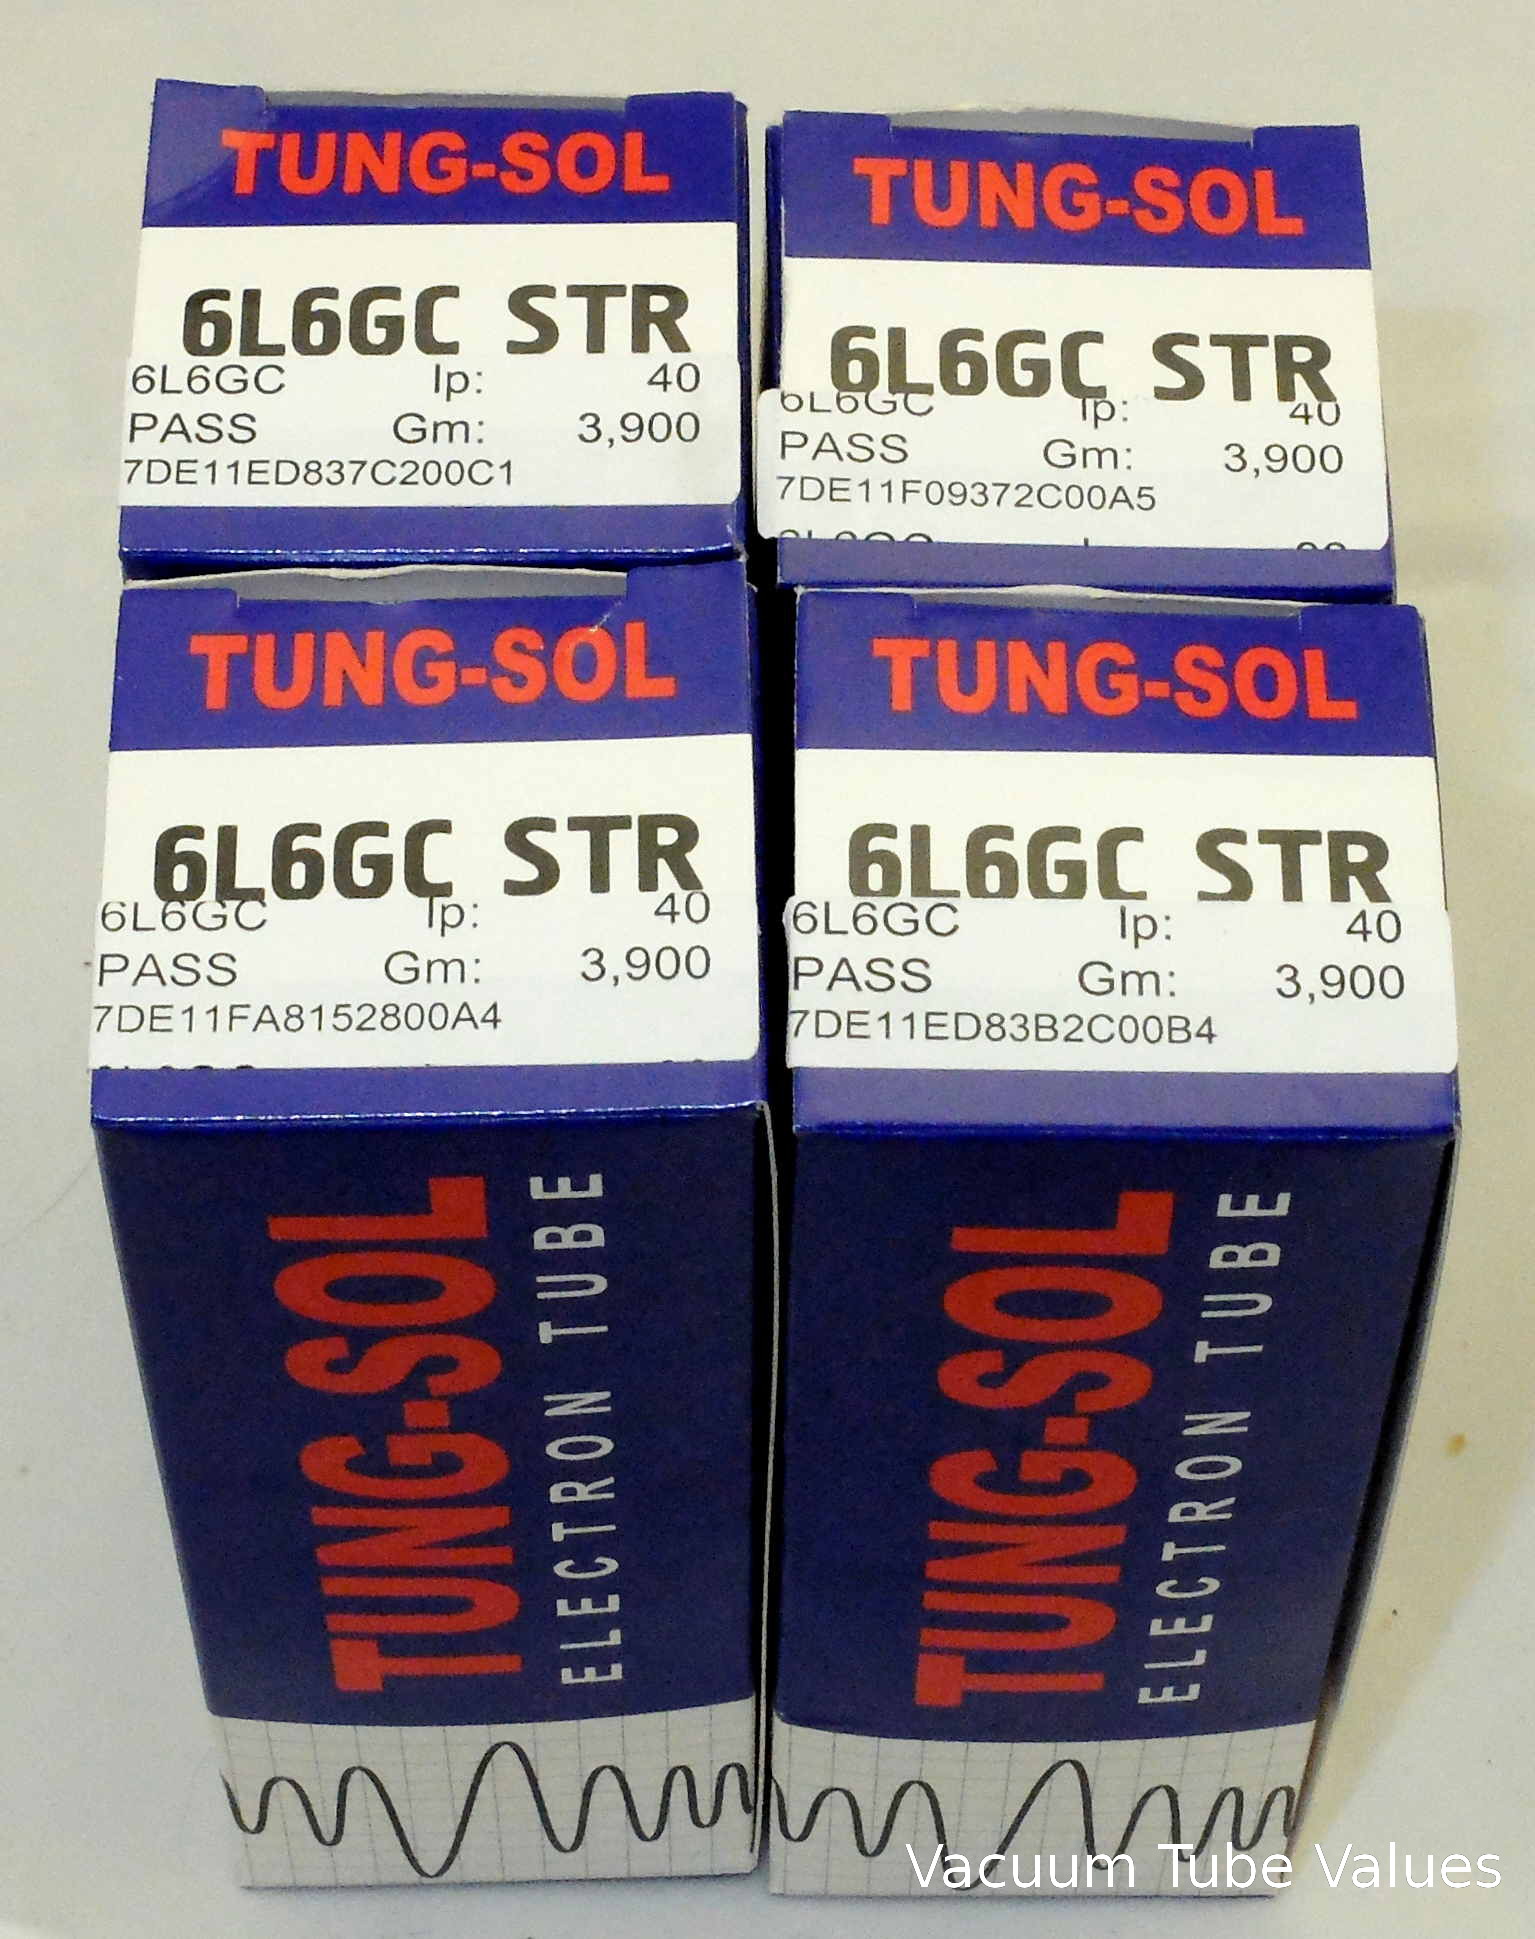 TUNG-SOL
6L6GC STR
6L6GC Ip: 40
PASS Gm: 3,900
7DE11ED837C200C1
TUNG-SOL
6L6GC STR
6L6GC Ip: 40
PASS Gm: 3,900
7DE11F09372C00A5
TUNG-SOL
6L6GC STR
6L6GC Ip: 40
PASS Gm: 3,900
7DE11FA8152800A4
TUNG-SOL
6L6GC STR
6L6GC Ip: 40
PASS Gm: 3,900
7DE11ED83B2C00B4
TUNG-SOL
ELECTRON TUBE
TUNG-SOL
ELECTRON TUBE
Vacuum Tube Values